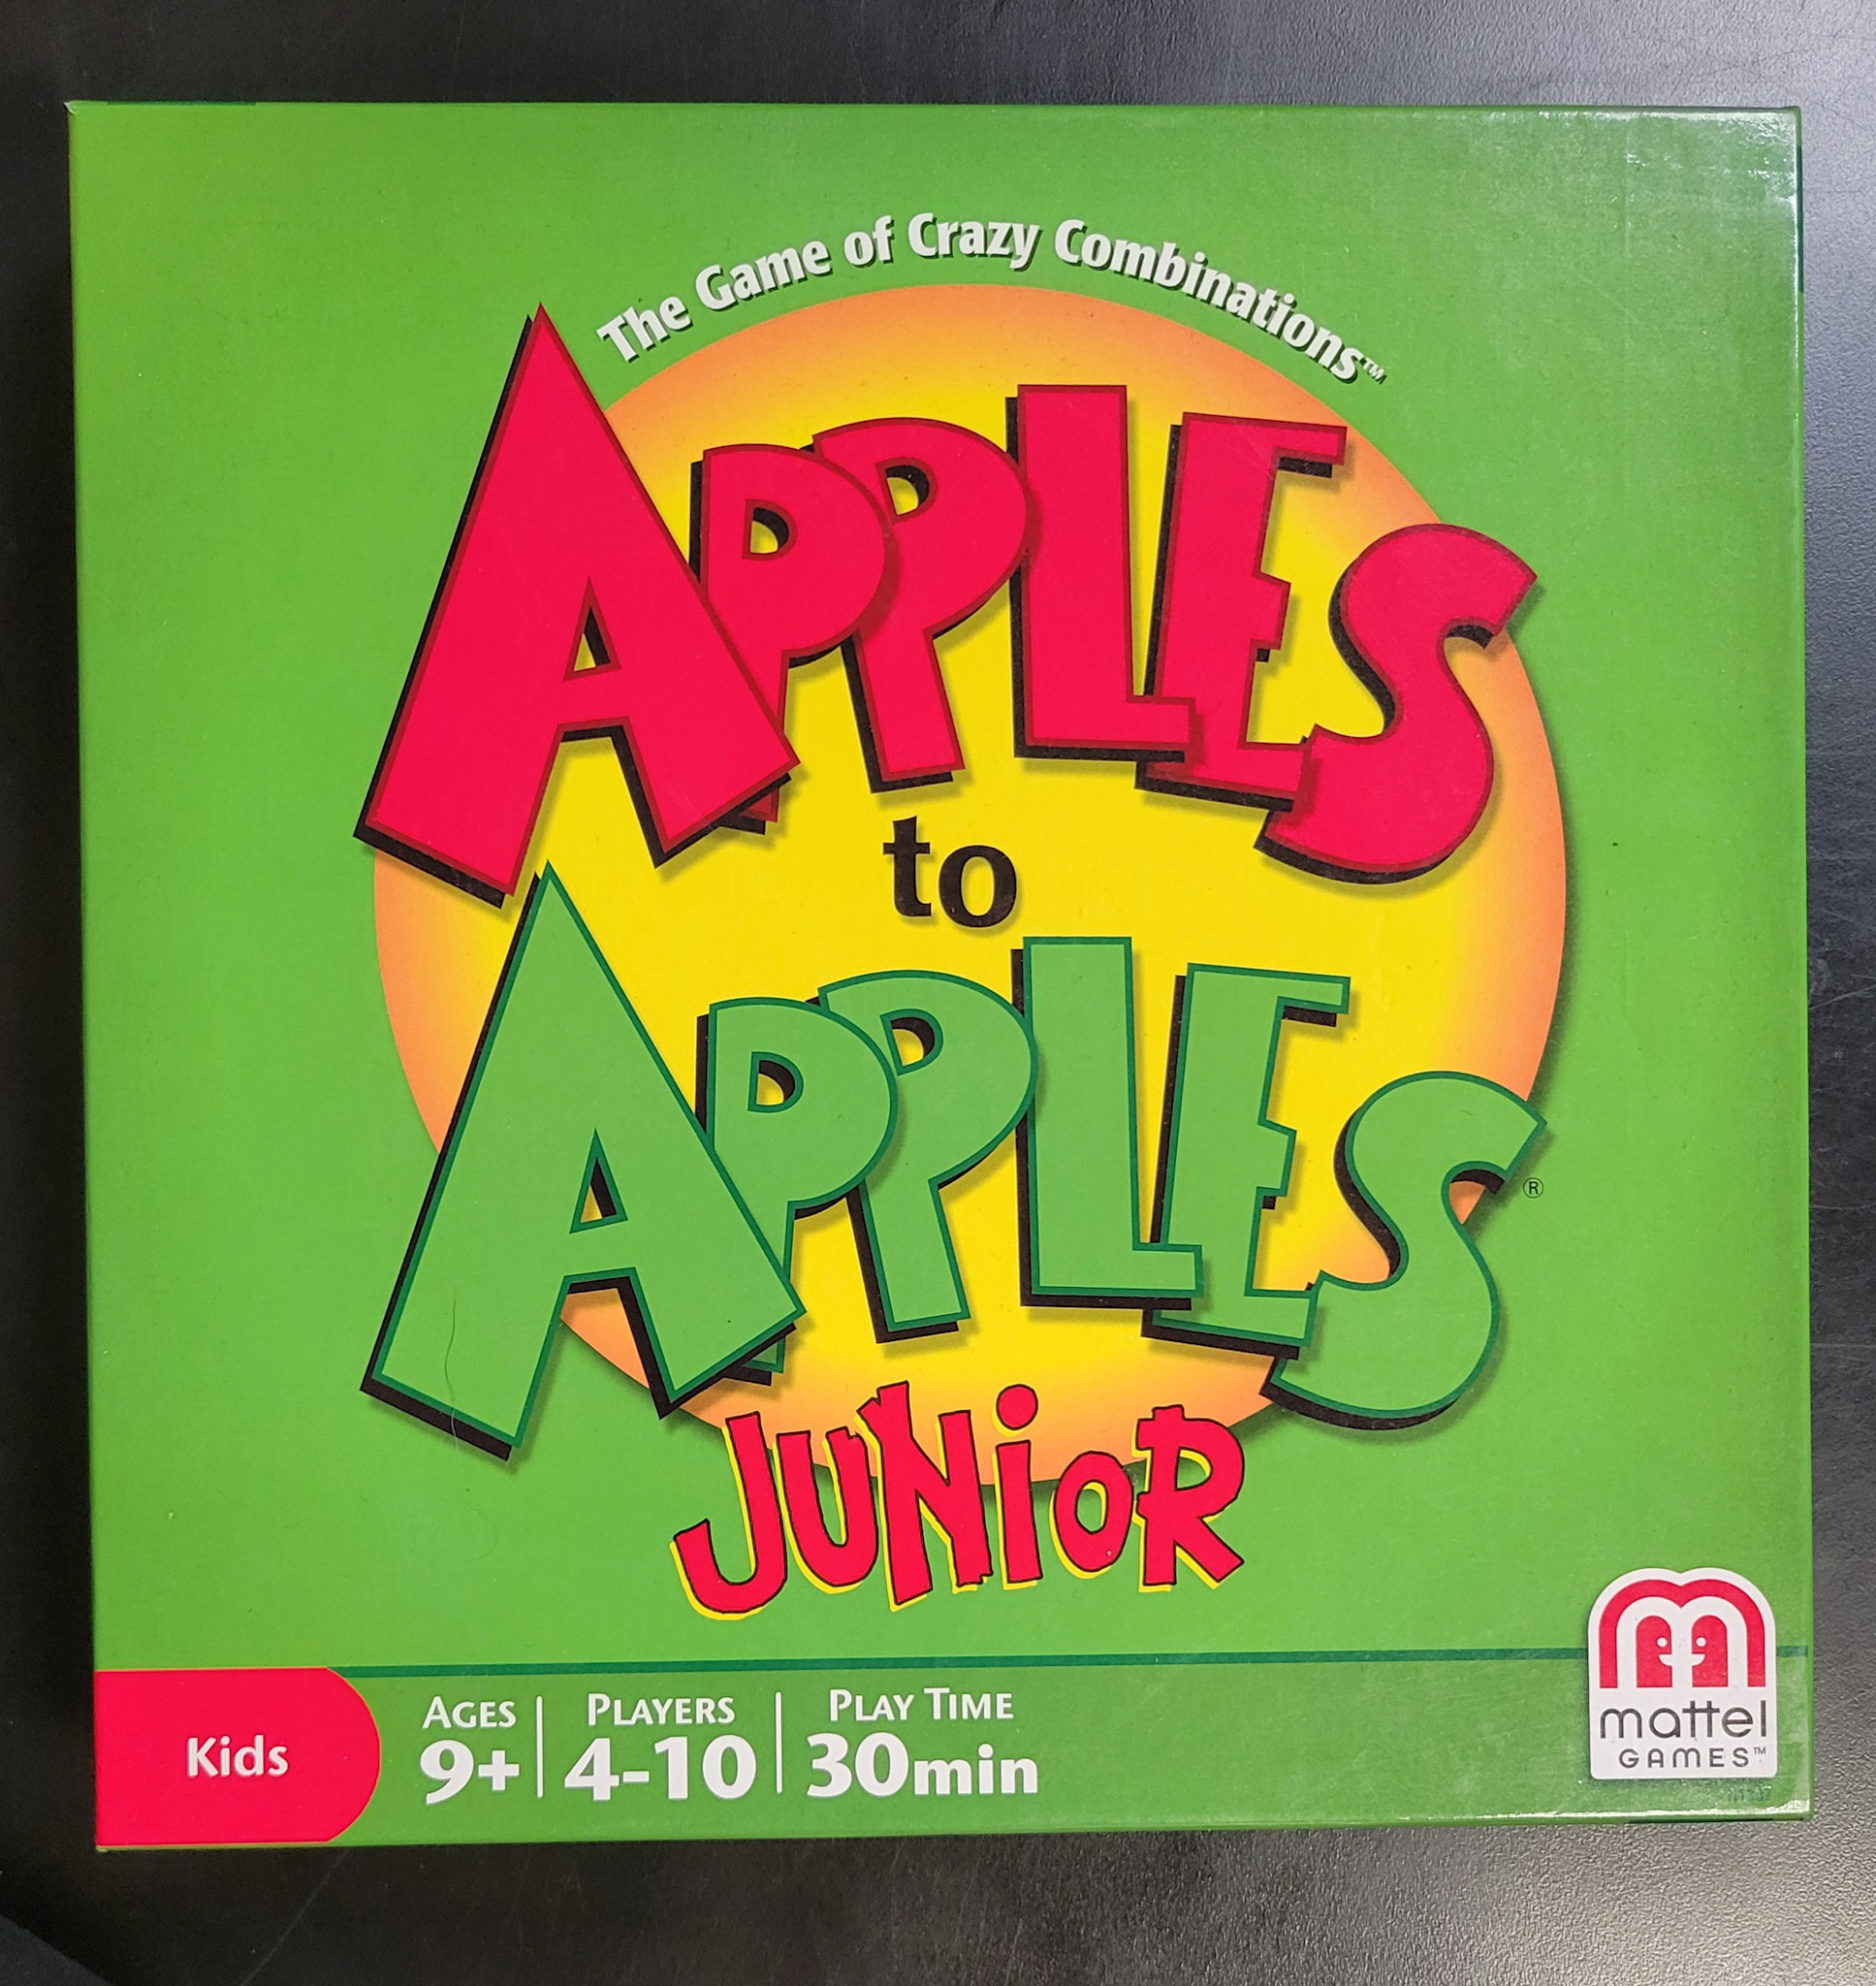 The Game of Crazy Combinations™
APPLES
to
APPLES®
JUNiOR
Kids
AGES
9+
PLAYERS
4-10
PLAY TIME
30min
mattel
GAMES™